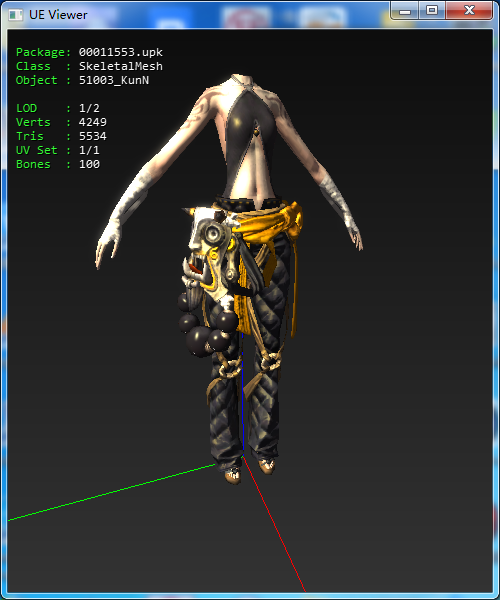 UE Viewer
Package: 00011553.upk
Class : SkeletalMesh
Object : 51003_KunN
LOD : 1/2
Verts : 4249
Tris : 5534
UV Set : 1/1
Bones : 100